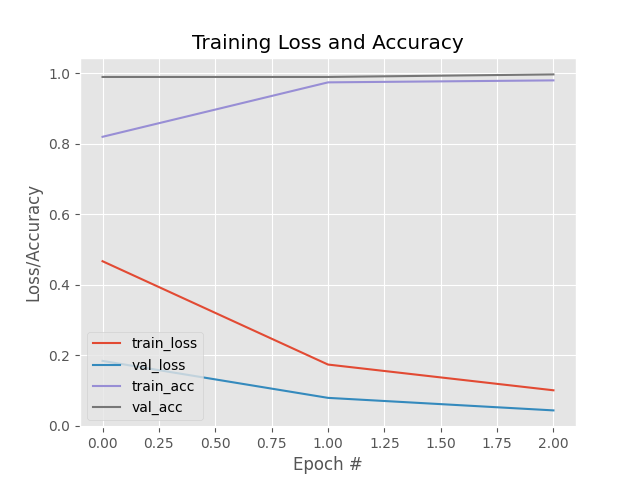 Training Loss and Accuracy
1.0
0.8
0.6
0.4
0.2
0.0
Loss/Accuracy
train_loss
val_loss
train_acc
val_acc
0.00 0.25 0.50 0.75 1.00 1.25 1.50 1.75 2.00
Epoch #